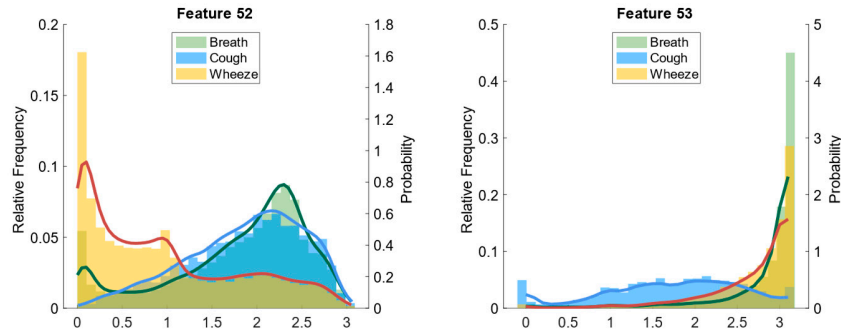 Feature 52
Breath
Cough
Wheeze
Relative Frequency
Probability
0.2
0.15
0.1
0.05
0
1.8
1.6
1.4
1.2
1
0.8
0.6
0.4
0.2
0
0 0.5 1 1.5 2 2.5 3
Feature 53
Breath
Cough
Wheeze
Relative Frequency
Probability
0.5
0.4
0.3
0.2
0.1
0
5
4
3
2
1
0
0 0.5 1 1.5 2 2.5 3